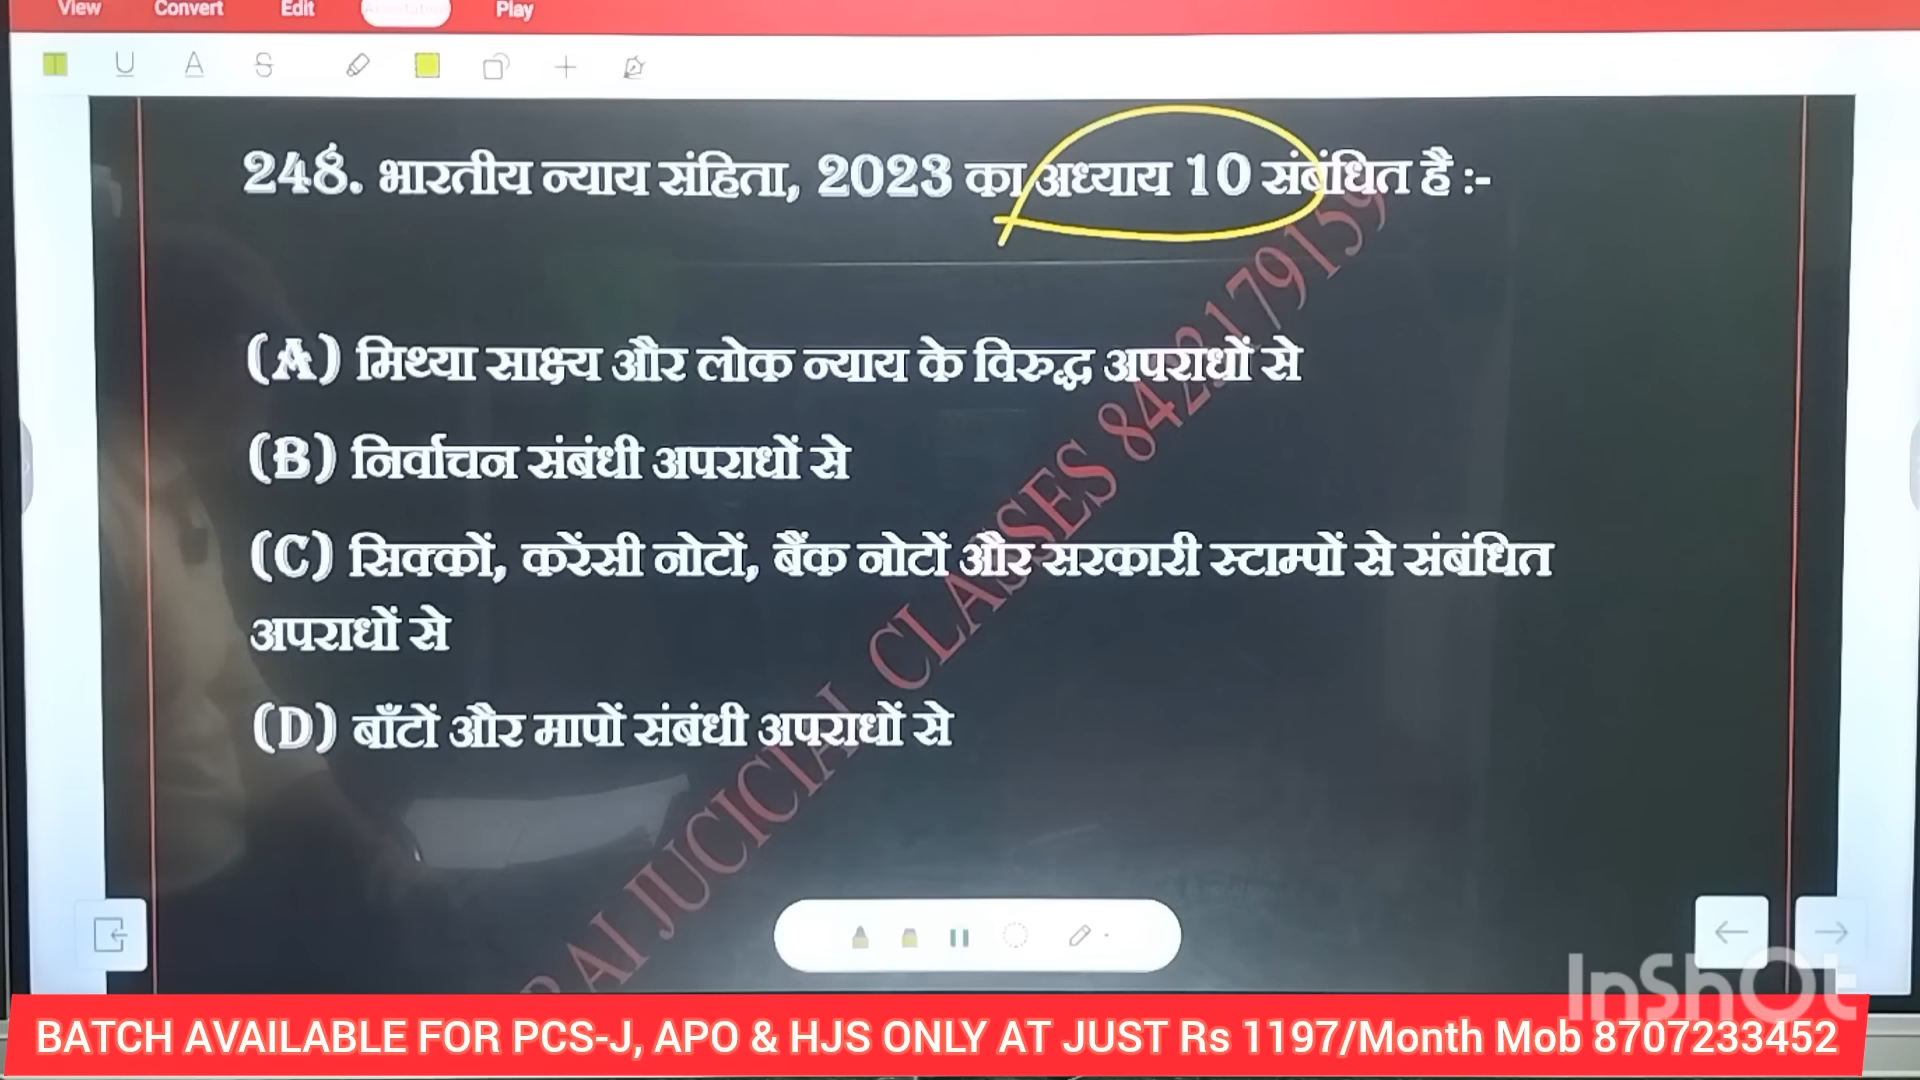 View Convert Edit Play
248. भारतीय न्याय संहिता, 2023 का अध्याय 10 संबंधित है :-
(A) मिथ्या साक्ष्य और लोक न्याय के विरुद्ध अपराधों से
(B) निर्वाचन संबंधी अपराधों से
(C) सिक्कों, करेंसी नोटों, बैंक नोटों और सरकारी स्टाम्पों से संबंधित
अपराधों से
(D) बाँटों और मापों संबंधी अपराधों से
RAI JUCICIAL CLASSES 8423179159
InShOt
BATCH AVAILABLE FOR PCS-J, APO & HJS ONLY AT JUST Rs 1197/Month Mob 8707233452